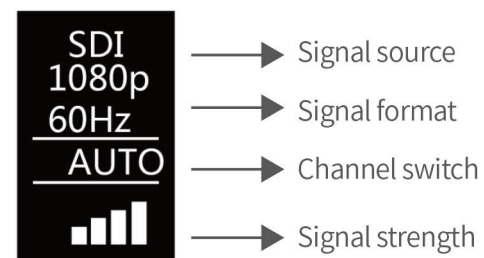 SDI
Signal source
1080p
60Hz
Signal format
AUTO
Channel switch
Signal strength